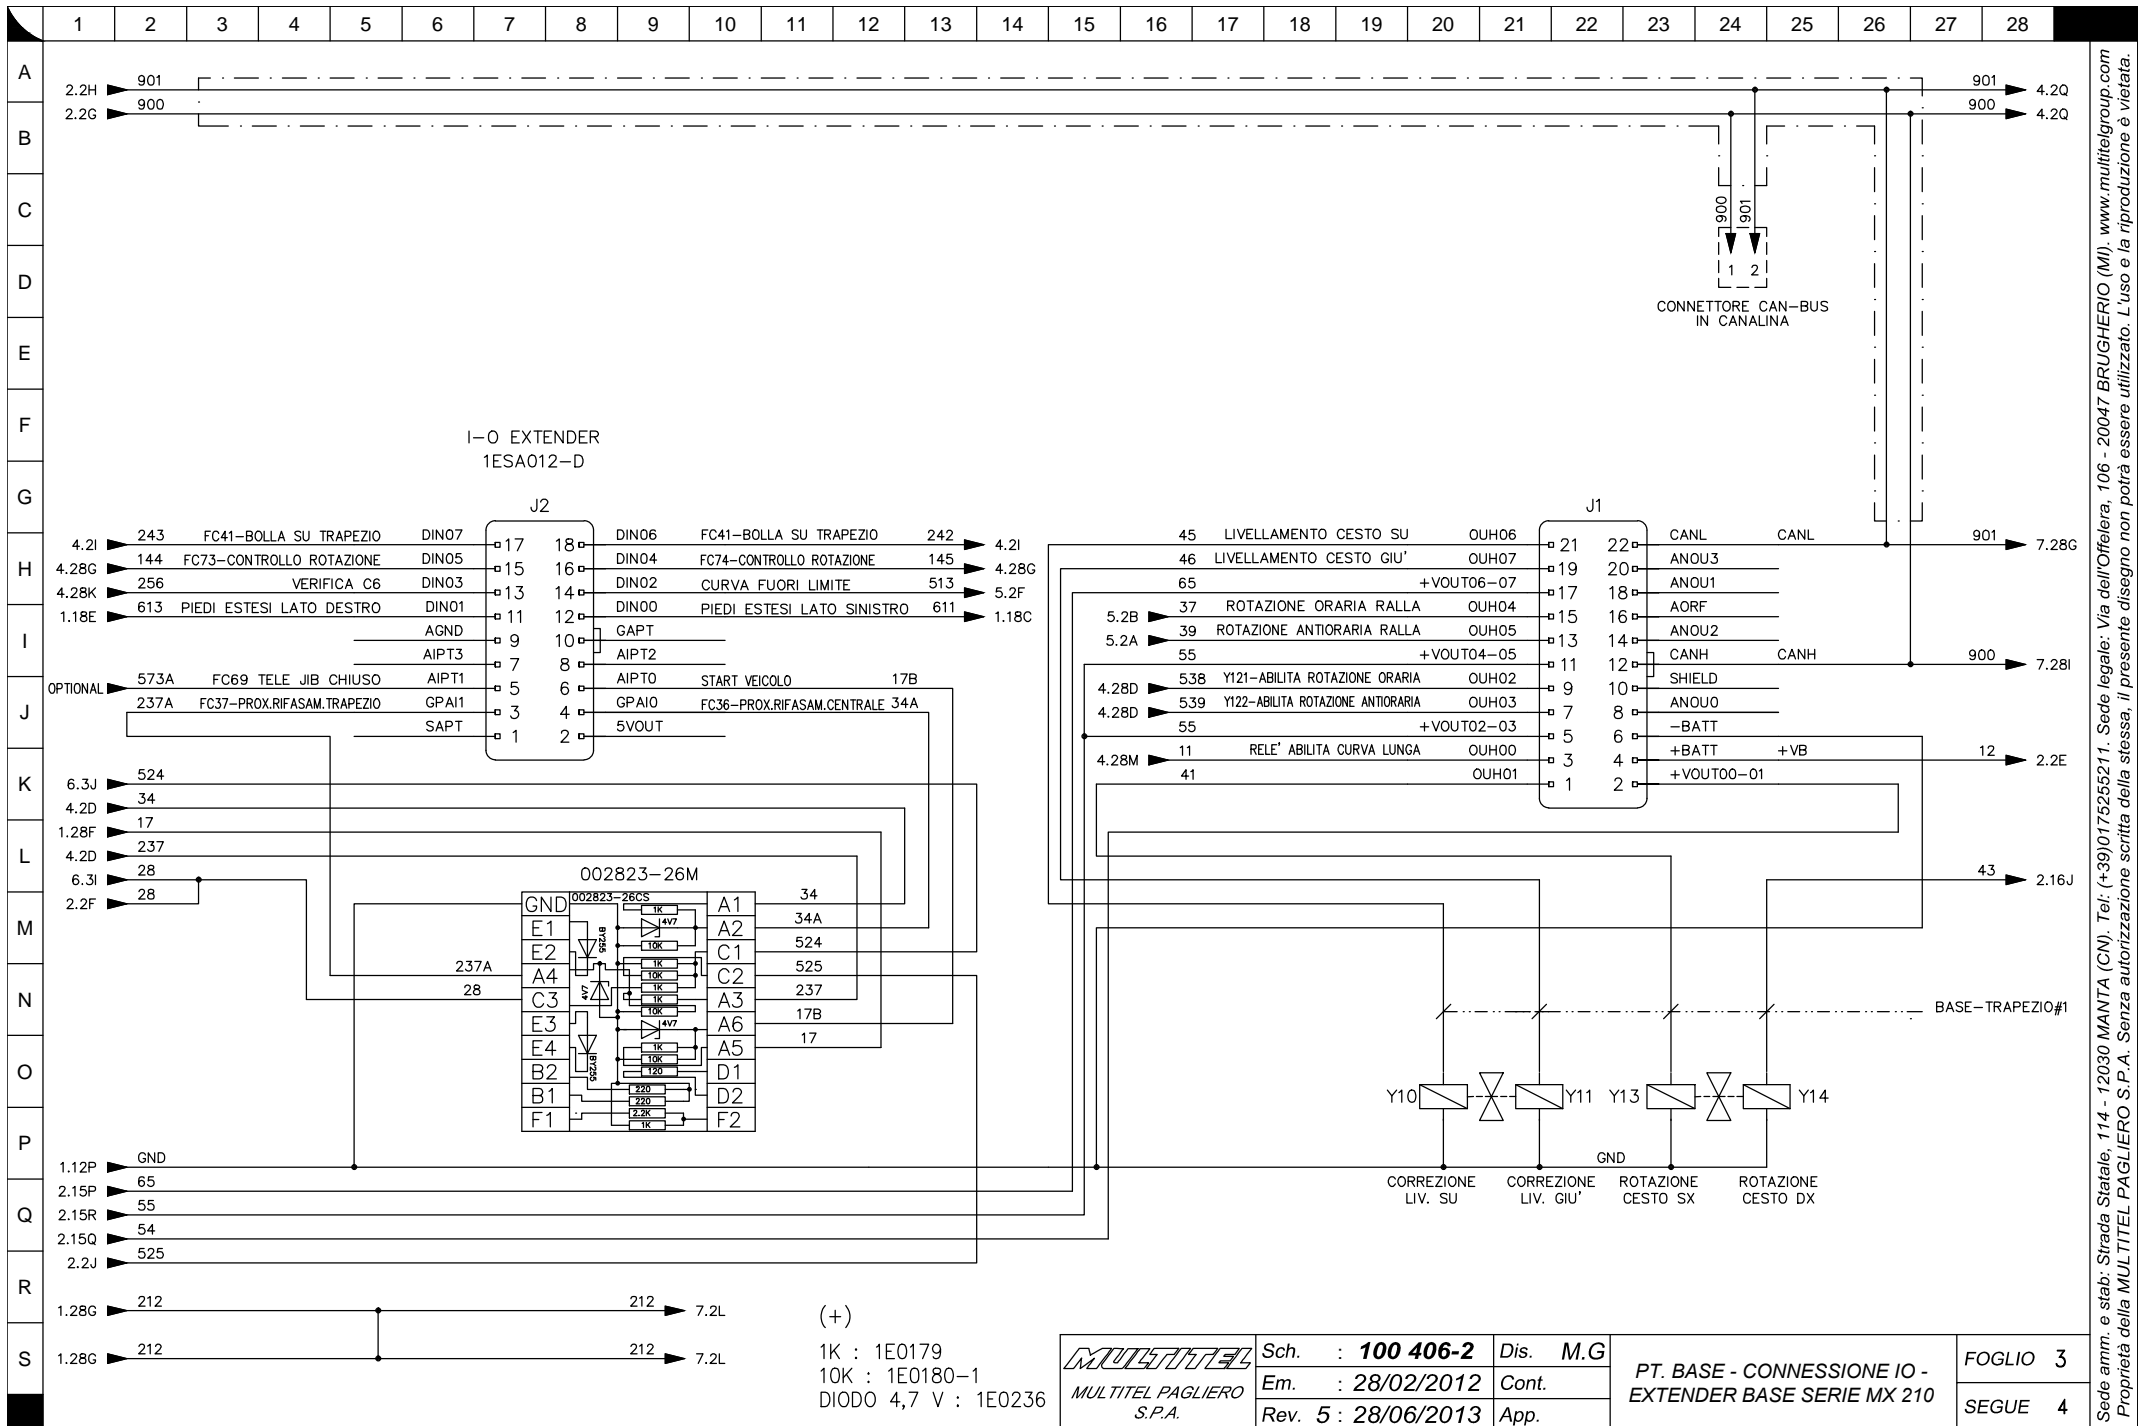 1 2 3 4 5 6 7 8 9 10 11 12 13 14 15 16 17 18 19 20 21 22 23 24 25 26 27 28
A
2.2H 901 901 4.2Q
2.2G 900 900 4.2Q
B
C
900 901
D
1 2
CONNETTORE CAN-BUS
IN CANALINA
E
F
I-O EXTENDER
1ESA012-D
G
J2
4.2I 243 FC41-BOLLA SU TRAPEZIO DIN07 17 18 DIN06 FC41-BOLLA SU TRAPEZIO 242 4.2I
H
4.28G 144 FC73-CONTROLLO ROTAZIONE DIN05 15 16 DIN04 FC74-CONTROLLO ROTAZIONE 145 4.28G
4.28K 256 VERIFICA C6 DIN03 13 14 DIN02 CURVA FUORI LIMITE 513 5.2F
1.18E 613 PIEDI ESTESI LATO DESTRO DIN01 11 12 DIN00 PIEDI ESTESI LATO SINISTRO 611 1.18C
I
AGND 9 10 GAPT
AIPT3 7 8 AIPT2
OPTIONAL 573A FC69 TELE JIB CHIUSO AIPT1 5 6 AIPT0 START VEICOLO 17B
J
237A FC37-PROX.RIFASAM.TRAPEZIO GPAI1 3 4 GPAI0 FC36-PROX.RIFASAM.CENTRALE 34A
SAPT 1 2 5VOUT
J1
45 LIVELLAMENTO CESTO SU OUH06 21 22 CANL CANL 901 7.28G
46 LIVELLAMENTO CESTO GIU' OUH07 19 20 ANOU3
65 +VOUT06-07 17 18 ANOU1
5.2B 37 ROTAZIONE ORARIA RALLA OUH04 15 16 AORF
5.2A 39 ROTAZIONE ANTIORARIA RALLA OUH05 13 14 ANOU2
55 +VOUT04-05 11 12 CANH CANH 900 7.28I
4.28D 538 Y121-ABILITA ROTAZIONE ORARIA OUH02 9 10 SHIELD
4.28D 539 Y122-ABILITA ROTAZIONE ANTIORARIA OUH03 7 8 ANOU0
55 +VOUT02-03 5 6 -BATT
4.28M 11 RELE' ABILITA CURVA LUNGA OUH00 3 4 +BATT +VB 12 2.2E
41 OUH01 1 2 +VOUT00-01
K
6.3J 524
4.2D 34
1.28F 17
L
4.2D 237
6.3I 28
2.2F 28
43 2.16J
002823-26M
002823-26CS
M
GND A1 34
E1 A2 34A
E2 C1 524
237A A4 C2 525
N
28 C3 A3 237
E3 A6 17B
E4 A5 17
O
B2 D1
B1 D2
F1 F2
BY255
4V7
BY255
1K
4V7
10K
1K
10K
1K
1K
10K
4V7
1K
10K
120
220
220
2.2K
1K
BASE-TRAPEZIO#1
Y10 Y11 Y13 Y14
P
GND
1.12P GND
CORREZIONE
LIV. SU
CORREZIONE
LIV. GIU'
ROTAZIONE
CESTO SX
ROTAZIONE
CESTO DX
2.15P 65
Q
2.15R 55
2.15Q 54
2.2J 525
R
1.28G 212 212 7.2L
S
1.28G 212 212 7.2L
(+)
1K : 1E0179
10K : 1E0180-1
DIODO 4,7 V : 1E0236
MULTITEL
MULTITEL PAGLIERO
S.P.A.
Sch. : 100 406-2 Dis. M.G
Em. : 28/02/2012 Cont.
Rev. 5 : 28/06/2013 App.
PT. BASE - CONNESSIONE IO -
EXTENDER BASE SERIE MX 210
FOGLIO 3
SEGUE 4
Sede amm. e stab: Strada Statale, 114 - 12030 MANTA (CN). Tel: (+39)0175255211. Sede legale: Via dell'Offelera, 106 - 20047 BRUGHERIO (MI). www.multitelgroup.com
Proprietà della MULTITEL PAGLIERO S.P.A. Senza autorizzazione scritta della stessa, il presente disegno non potrà essere utilizzato. L'uso e la riproduzione è vietata.